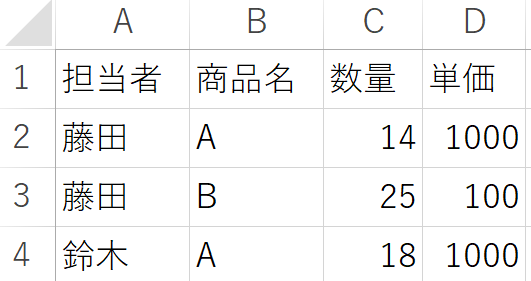 A B C D
1 担当者 商品名 数量 単価
2 藤田 A 14 1000
3 藤田 B 25 100
4 鈴木 A 18 1000